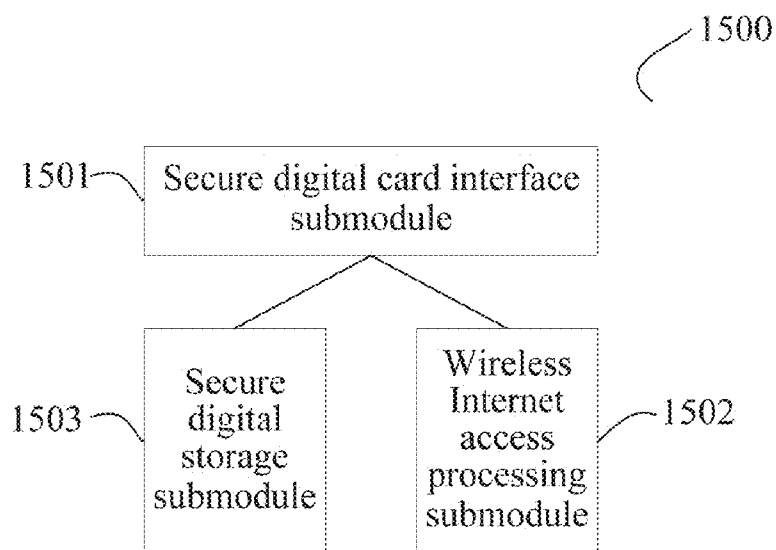 1500
1501
Secure digital card interface
submodule
1503
Secure
digital
storage
submodule
Wireless
Internet
access
processing
submodule
1502